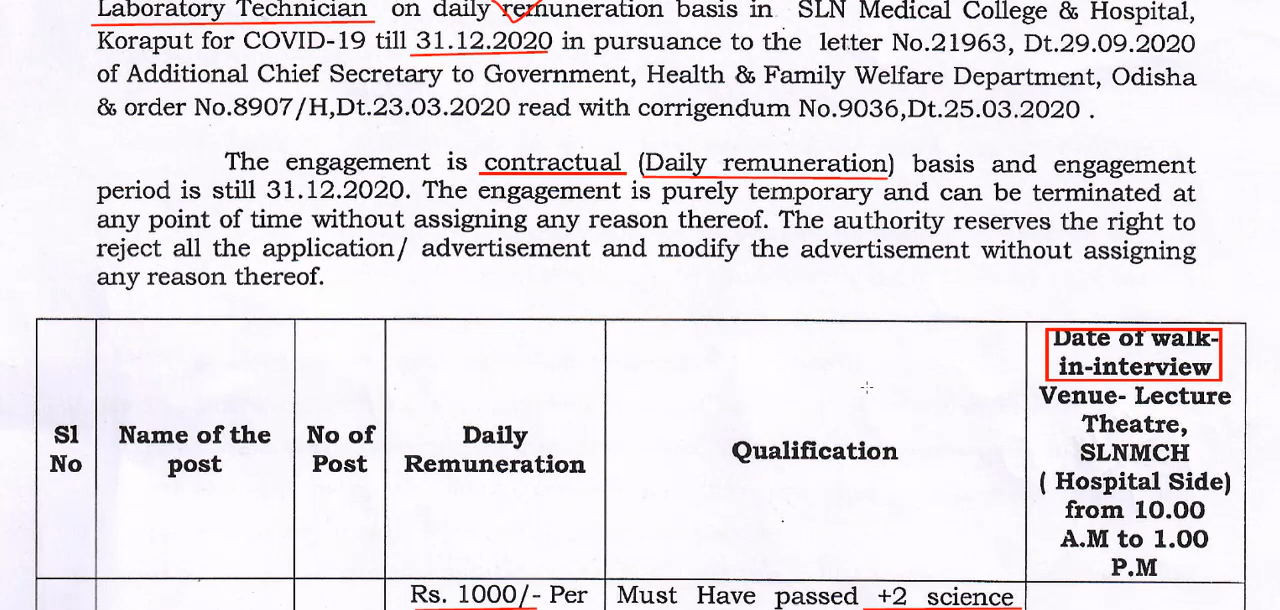 Laboratory Technician on daily remuneration basis in SLN Medical College & Hospital,
Koraput for COVID-19 till 31.12.2020 in pursuance to the letter No.21963, Dt.29.09.2020
of Additional Chief Secretary to Government, Health & Family Welfare Department, Odisha
& order No.8907/H,Dt.23.03.2020 read with corrigendum No.9036,Dt.25.03.2020 .
The engagement is contractual (Daily remuneration) basis and engagement
period is still 31.12.2020. The engagement is purely temporary and can be terminated at
any point of time without assigning any reason thereof. The authority reserves the right to
reject all the application/ advertisement and modify the advertisement without assigning
any reason thereof.
Sl
No
Name of the
post
No of
Post
Daily
Remuneration
Qualification
Date of walk-
in-interview
Venue- Lecture
Theatre,
SLNMCH
( Hospital Side)
from 10.00
A.M to 1.00
P.M
Rs. 1000/- Per
Must Have passed +2 science